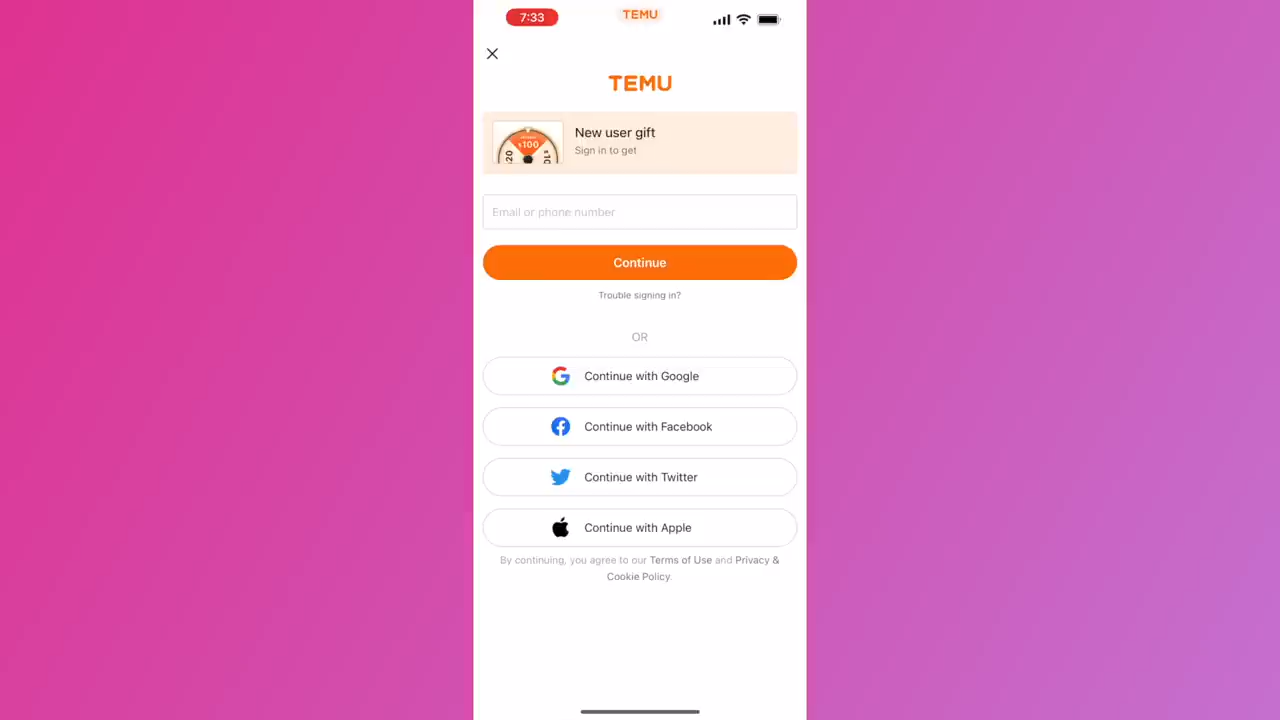 7:33
TEMU
TEMU
New user gift
Sign in to get
$100
$20
Email or phone number
Continue
Trouble signing in?
OR
Continue with Google
Continue with Facebook
Continue with Twitter
Continue with Apple
By continuing, you agree to our Terms of Use and Privacy &
Cookie Policy.